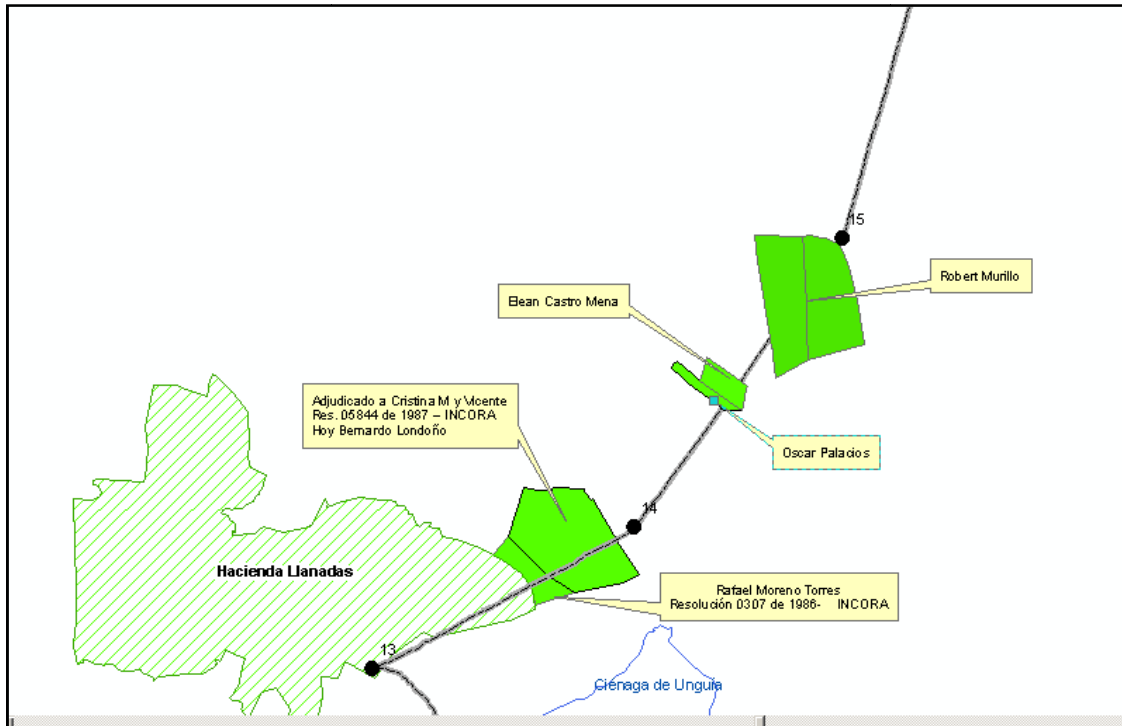 15
Robert Murillo
Elean Castro Mena
Adjudicado a Cristina M y Vicente
Res. 05844 de 1987 – INCORA
Hoy Bernardo Londoño
Oscar Palacios
14
Hacienda Llanadas
Rafael Moreno Torres
Resolución 0307 de 1986- INCORA
13
Ciénaga de Unguía